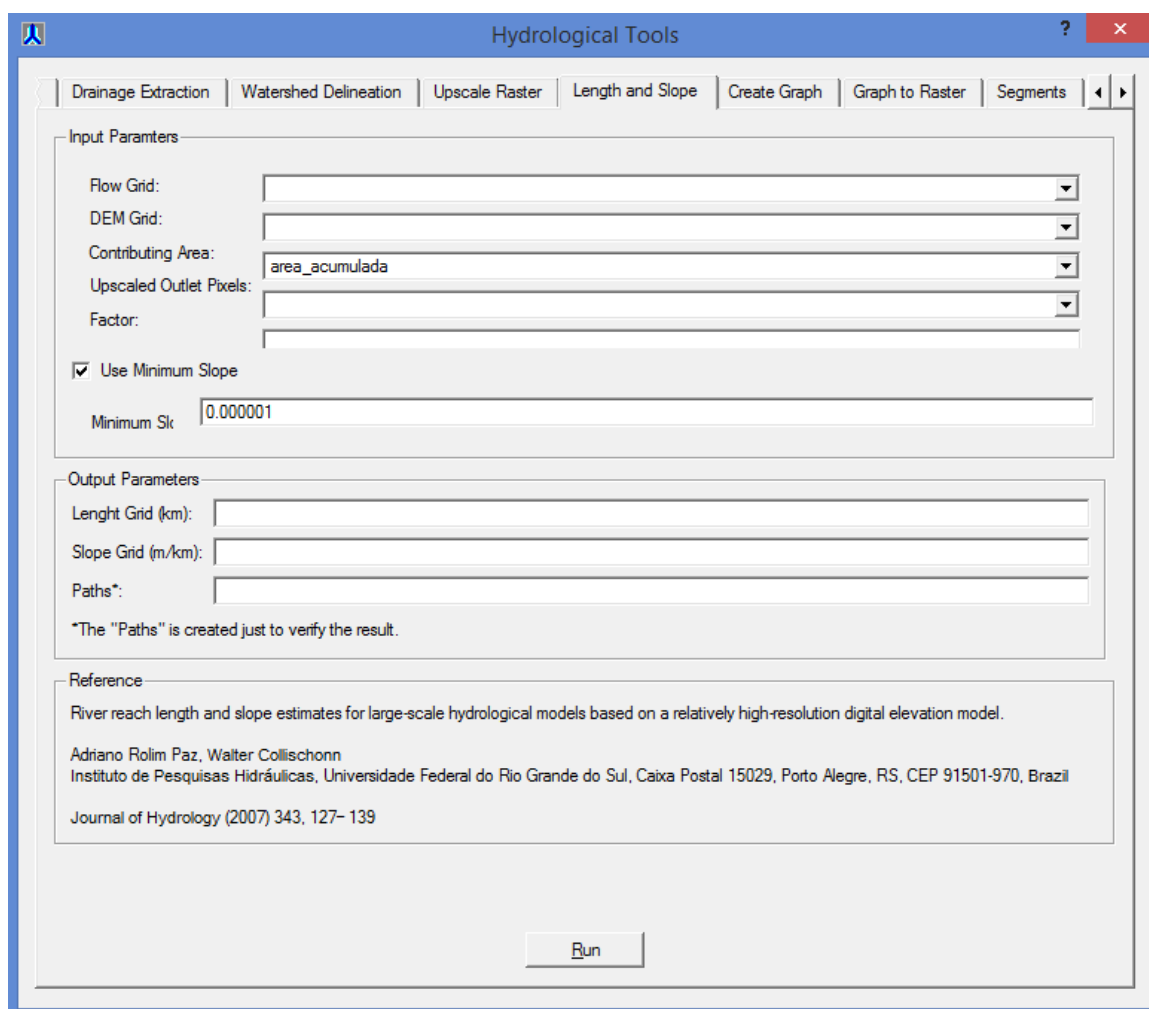 Hydrological Tools
?
Drainage Extraction
Watershed Delineation
Upscale Raster
Length and Slope
Create Graph
Graph to Raster
Segments
Input Paramters
Flow Grid:
DEM Grid:
Contributing Area:
area_acumulada
Upscaled Outlet Pixels:
Factor:
Use Minimum Slope
Minimum Slc
0.000001
Output Parameters
Lenght Grid (km):
Slope Grid (m/km):
Paths*:
*The "Paths" is created just to verify the result.
Reference
River reach length and slope estimates for large-scale hydrological models based on a relatively high-resolution digital elevation model.
Adriano Rolim Paz, Walter Collischonn
Instituto de Pesquisas Hidráulicas, Universidade Federal do Rio Grande do Sul, Caixa Postal 15029, Porto Alegre, RS, CEP 91501-970, Brazil
Journal of Hydrology (2007) 343, 127– 139
Run